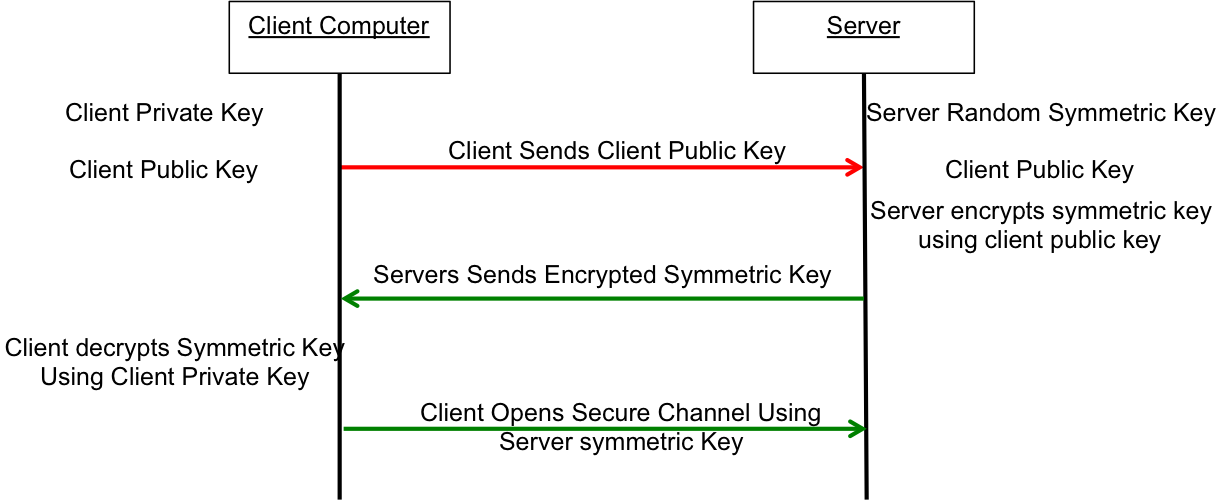 Client Computer
Server
Client Private Key
Server Random Symmetric Key
Client Sends Client Public Key
Client Public Key
Client Public Key
Server encrypts symmetric key
using client public key
Servers Sends Encrypted Symmetric Key
Client decrypts Symmetric Key
Using Client Private Key
Client Opens Secure Channel Using
Server symmetric Key